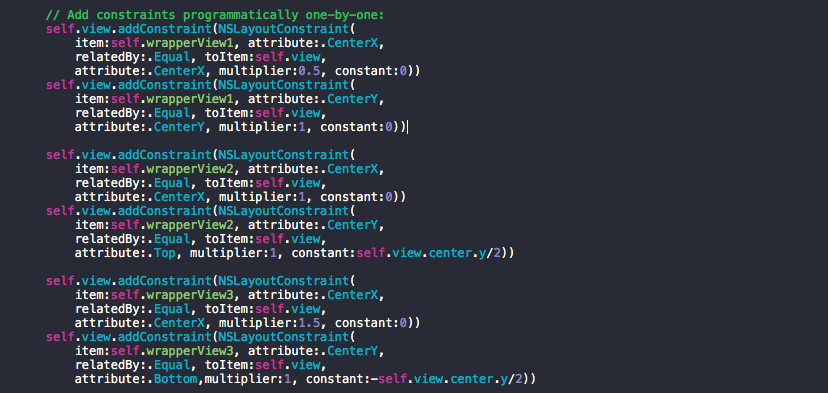 // Add constraints programmatically one-by-one:
self.view.addConstraint(NSLayoutConstraint(
item:self.wrapperView1, attribute:.CenterX,
relatedBy:.Equal, toItem:self.view,
attribute:.CenterX, multiplier:0.5, constant:0))
self.view.addConstraint(NSLayoutConstraint(
item:self.wrapperView1, attribute:.CenterY,
relatedBy:.Equal, toItem:self.view,
attribute:.CenterY, multiplier:1, constant:0))
self.view.addConstraint(NSLayoutConstraint(
item:self.wrapperView2, attribute:.CenterX,
relatedBy:.Equal, toItem:self.view,
attribute:.CenterX, multiplier:1, constant:0))
self.view.addConstraint(NSLayoutConstraint(
item:self.wrapperView2, attribute:.CenterY,
relatedBy:.Equal, toItem:self.view,
attribute:.Top, multiplier:1, constant:self.view.center.y/2))
self.view.addConstraint(NSLayoutConstraint(
item:self.wrapperView3, attribute:.CenterX,
relatedBy:.Equal, toItem:self.view,
attribute:.CenterX, multiplier:1.5, constant:0))
self.view.addConstraint(NSLayoutConstraint(
item:self.wrapperView3, attribute:.CenterY,
relatedBy:.Equal, toItem:self.view,
attribute:.Bottom,multiplier:1, constant:-self.view.center.y/2))